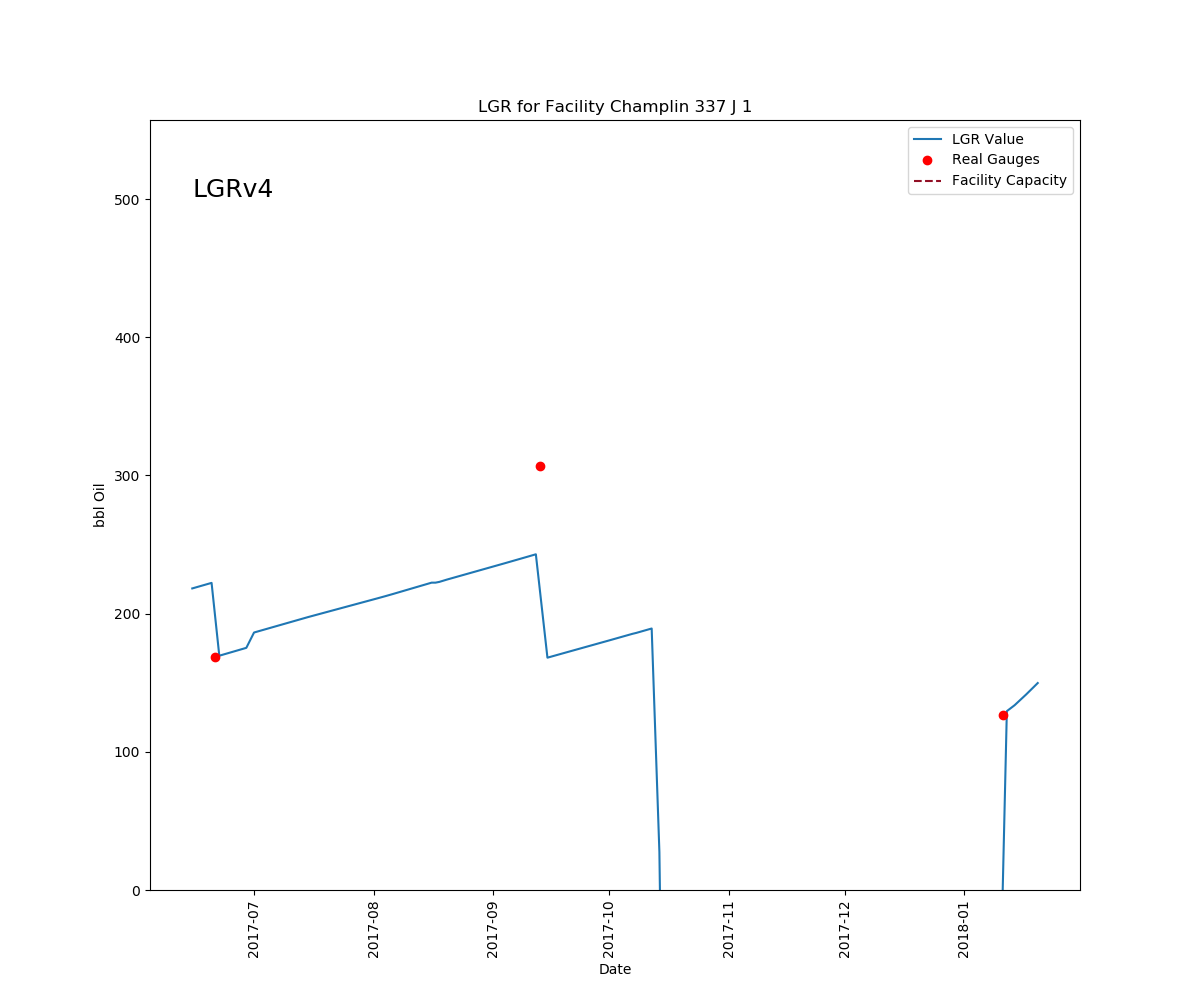 LGR for Facility Champlin 337 J 1
LGRv4
LGR Value
Real Gauges
Facility Capacity
bbl Oil
500
400
300
200
100
0
2017-07
2017-08
2017-09
2017-10
2017-11
2017-12
2018-01
Date